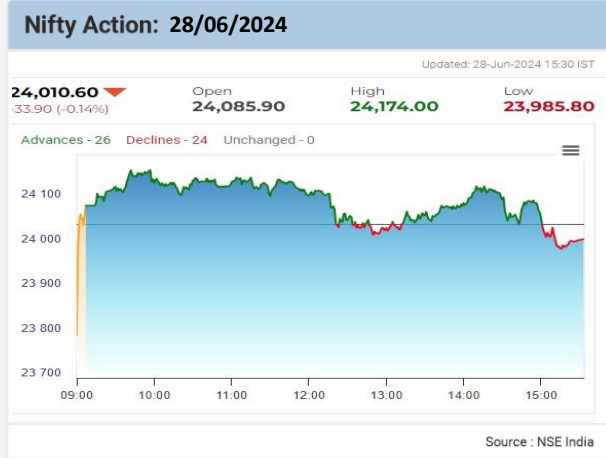 Nifty Action: 28/06/2024
Updated: 28-Jun-2024 15:30 IST
24,010.60 Open High Low
-33.90 (-0.14%) 24,085.90 24,174.00 23,985.80
Advances - 26 Declines - 24 Unchanged - 0
24 100
24 000
23 900
23 800
23 700
09:00 10:00 11:00 12:00 13:00 14:00 15:00
Source : NSE India